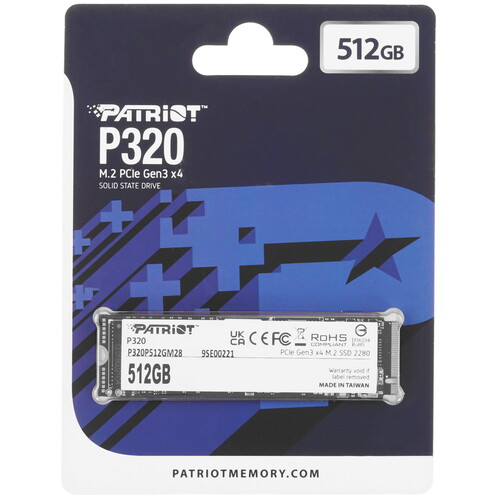 512GB
PATRIOT
P320
M.2 PCIe Gen3 x4
SOLID STATE DRIVE
PATRIOT
P320
P320P512GM28 9SE00221
512GB
UK CA CE FC RoHS
COMPLIANT
PCIe Gen3 x4 M.2 SSD 2280
Warranty void if
label removed
MADE IN TAIWAN
PATRIOTMEMORY.COM